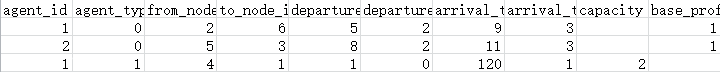 agent_id agent_typ from_node to_node_i departure departure arrival_t arrival_t capacity base_prof
1 0 2 6 5 2 9 3 1
2 0 5 3 8 2 11 3 1
1 1 4 1 1 0 120 1 2